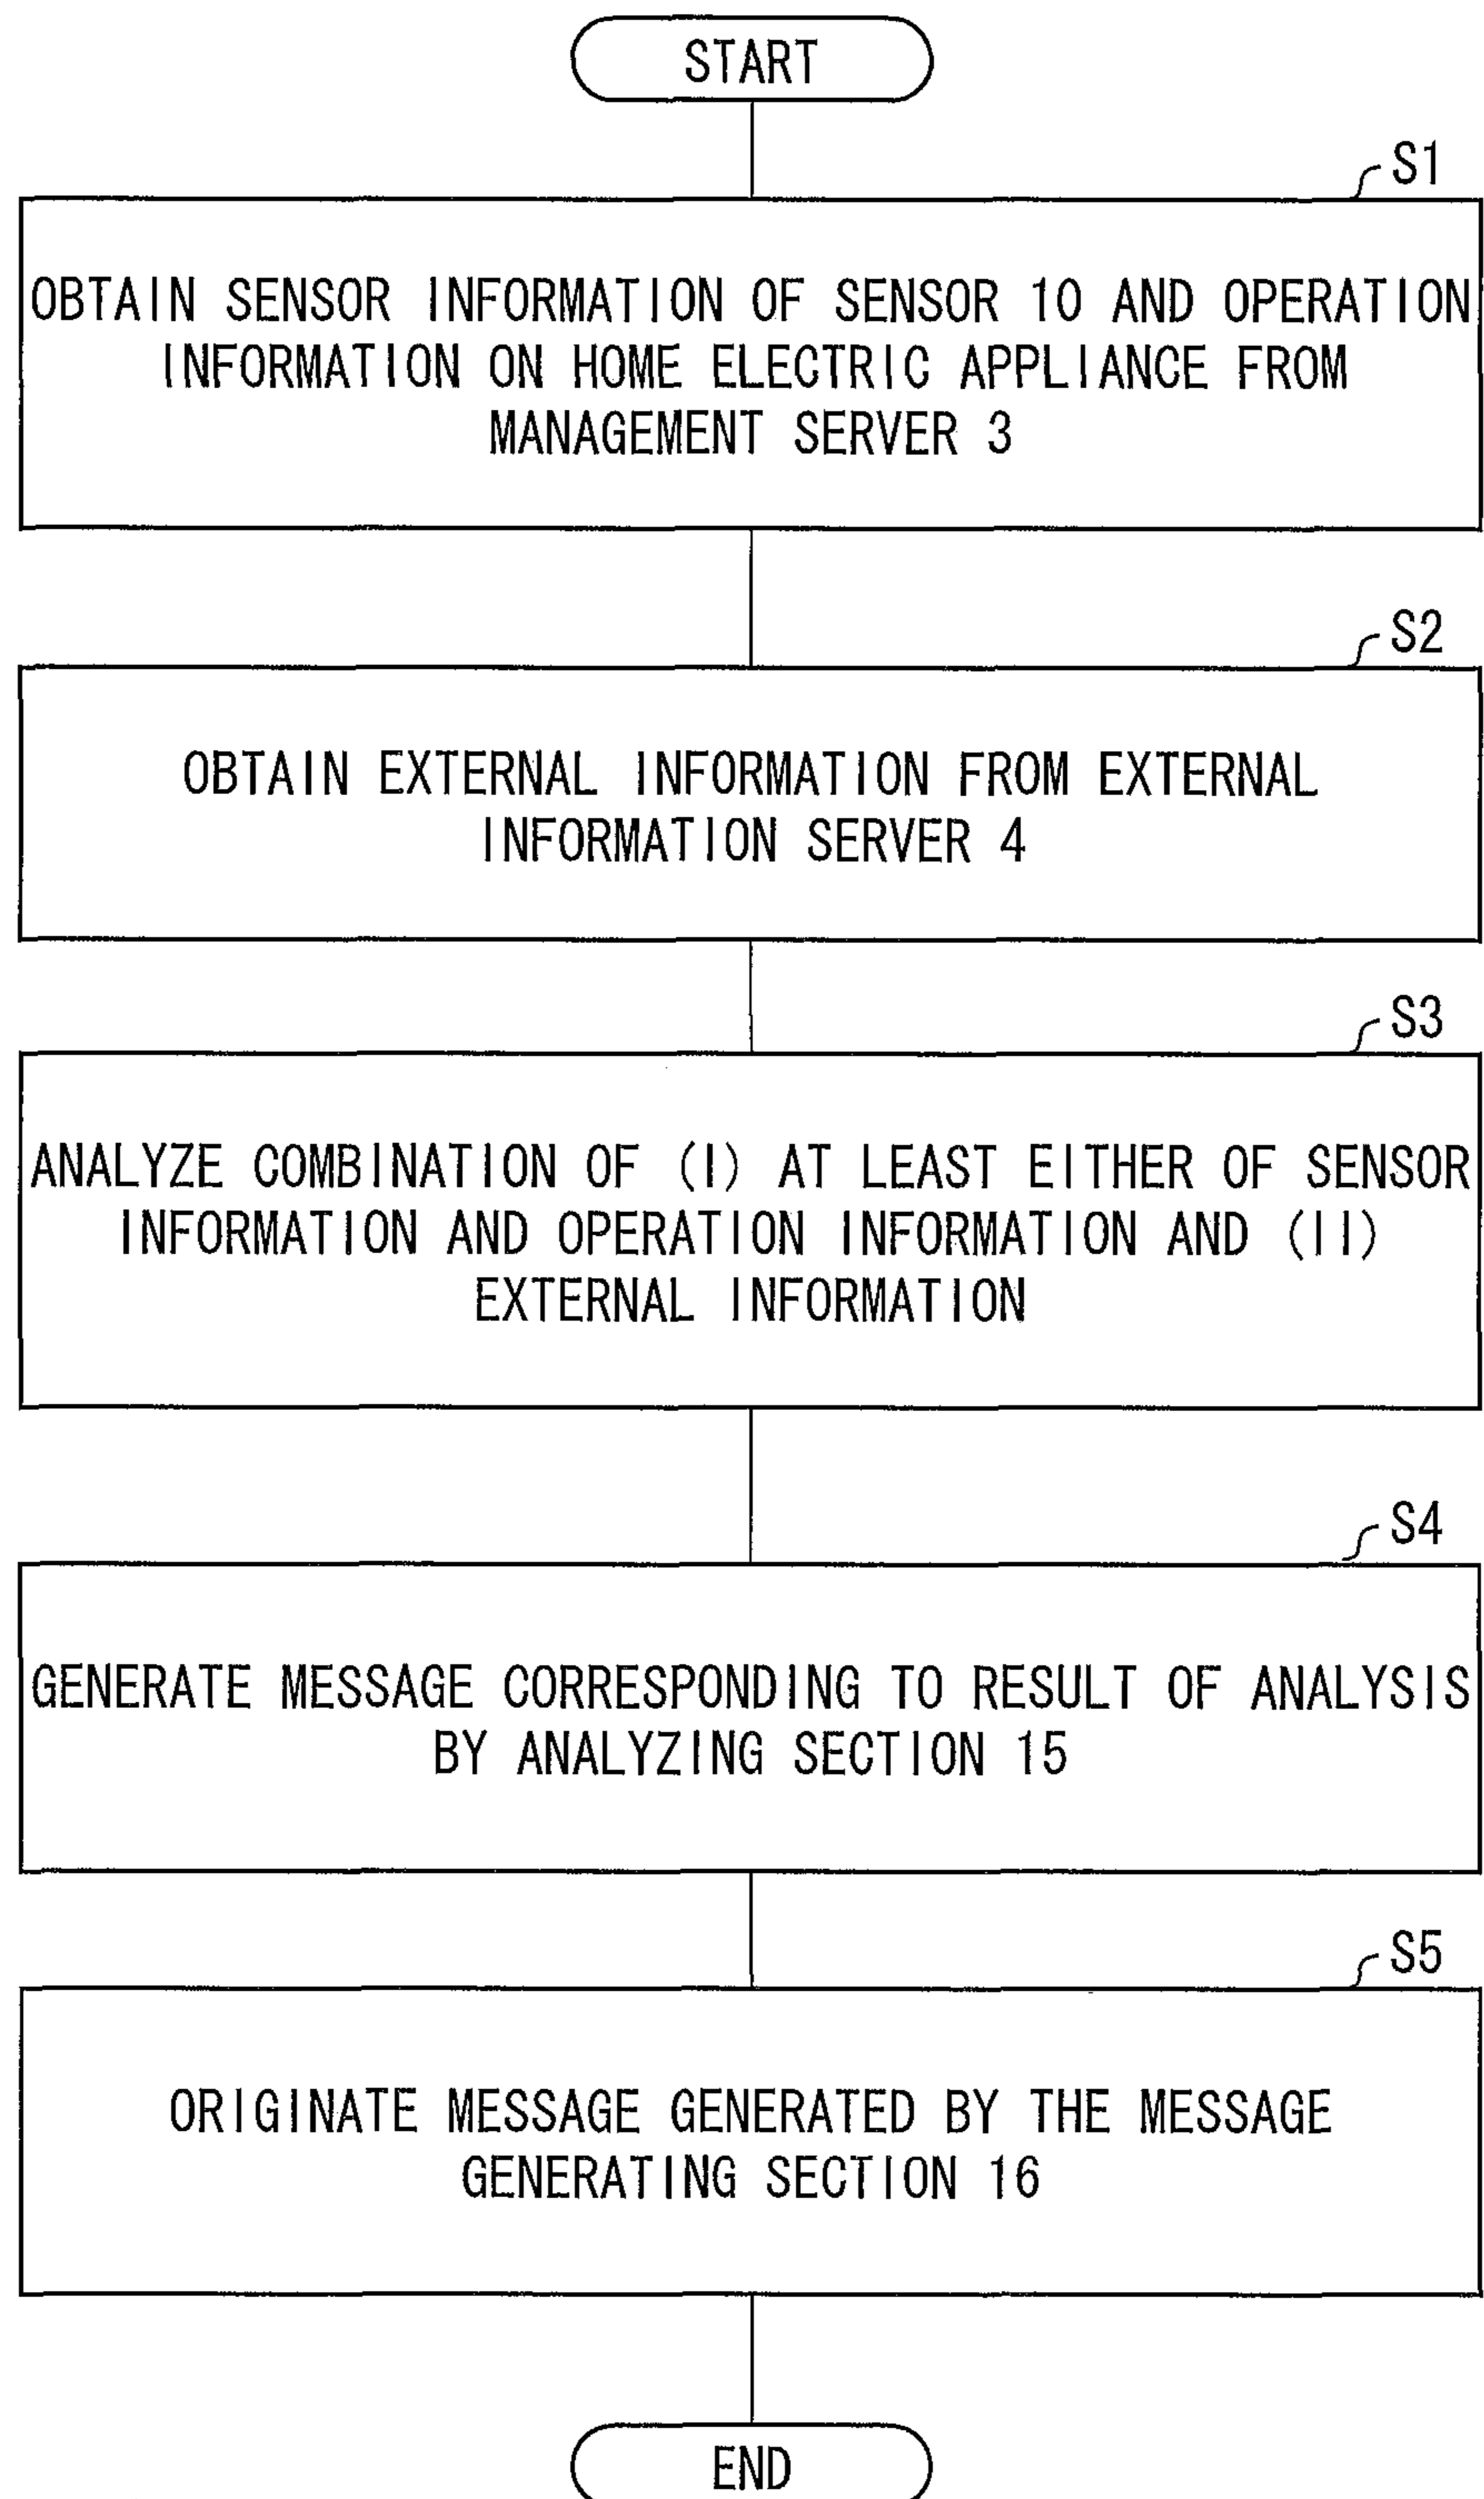 START
S1
OBTAIN SENSOR INFORMATION OF SENSOR 10 AND OPERATION
INFORMATION ON HOME ELECTRIC APPLIANCE FROM
MANAGEMENT SERVER 3
S2
OBTAIN EXTERNAL INFORMATION FROM EXTERNAL
INFORMATION SERVER 4
S3
ANALYZE COMBINATION OF (I) AT LEAST EITHER OF SENSOR
INFORMATION AND OPERATION INFORMATION AND (II)
EXTERNAL INFORMATION
S4
GENERATE MESSAGE CORRESPONDING TO RESULT OF ANALYSIS
BY ANALYZING SECTION 15
S5
ORIGINATE MESSAGE GENERATED BY THE MESSAGE
GENERATING SECTION 16
END